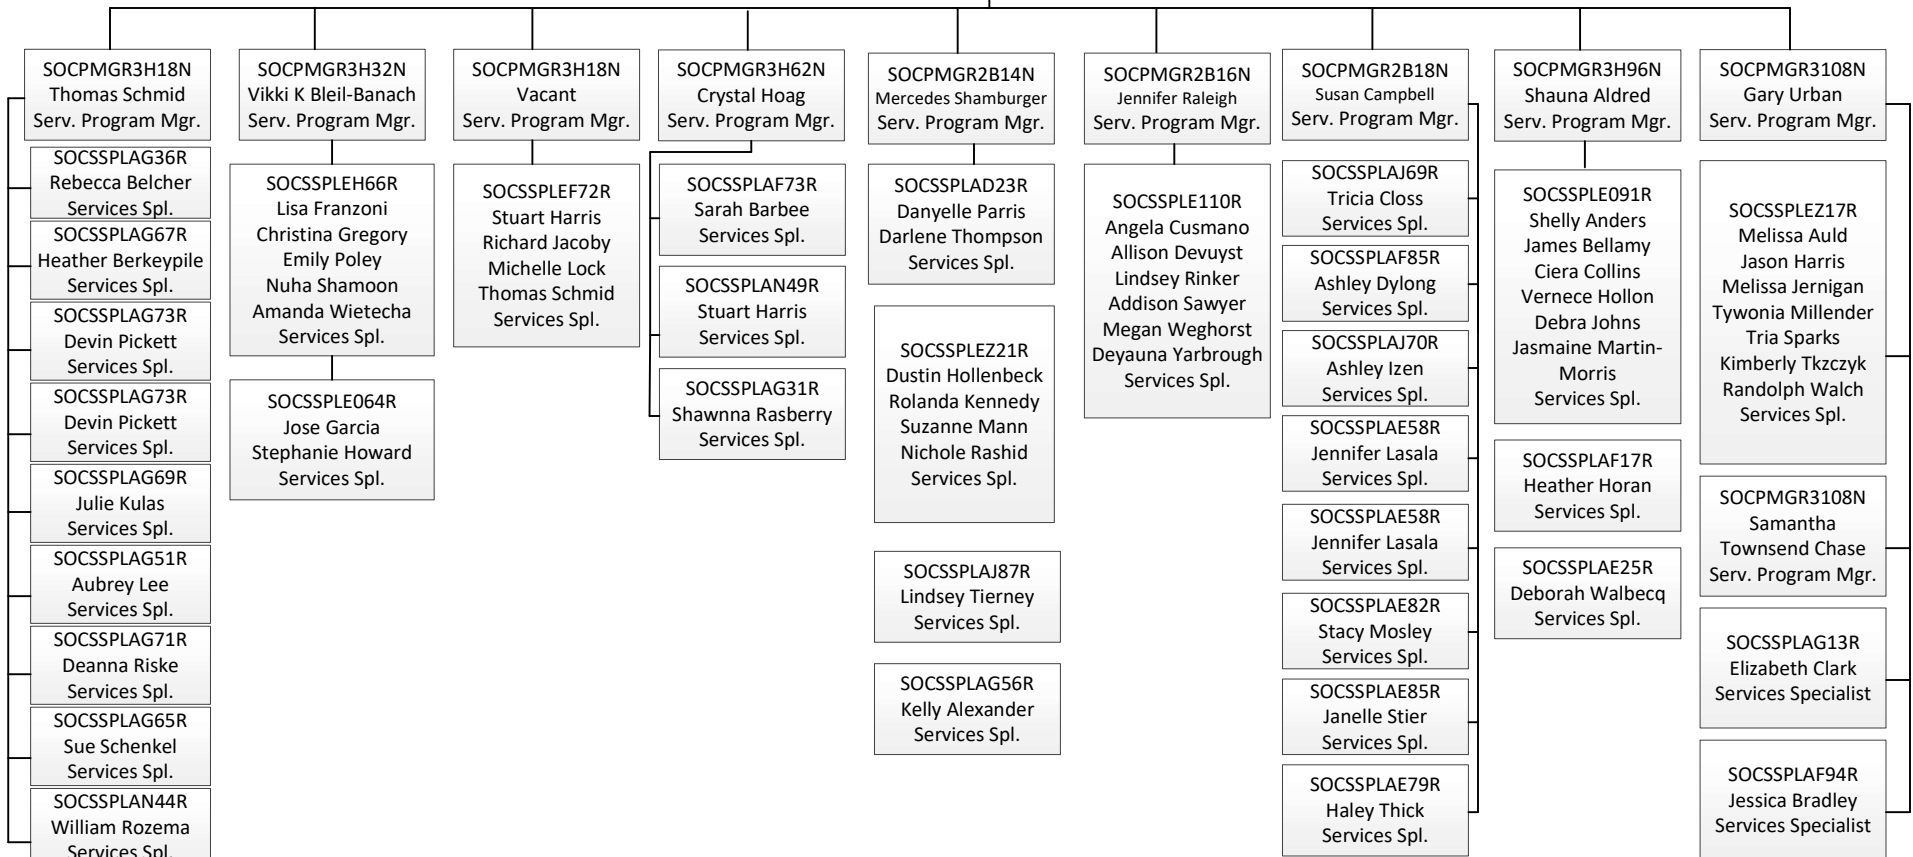 SOCPMGR3H18N
Thomas Schmid
Serv. Program Mgr.
SOCSSPLAG36R
Rebecca Belcher
Services Spl.
SOCSSPLAG67R
Heather Berkeypile
Services Spl.
SOCSSPLAG73R
Devin Pickett
Services Spl.
SOCSSPLAG73R
Devin Pickett
Services Spl.
SOCSSPLAG69R
Julie Kulas
Services Spl.
SOCSSPLAG51R
Aubrey Lee
Services Spl.
SOCSSPLAG71R
Deanna Riske
Services Spl.
SOCSSPLAG65R
Sue Schenkel
Services Spl.
SOCSSPLAN44R
William Rozema
Services Spl.
SOCPMGR3H32N
Vikki K Bleil-Banach
Serv. Program Mgr.
SOCSSPLEH66R
Lisa Franzoni
Christina Gregory
Emily Poley
Nuha Shamoon
Amanda Wietecha
Services Spl.
SOCSSPLE064R
Jose Garcia
Stephanie Howard
Services Spl.
SOCPMGR3H18N
Vacant
Serv. Program Mgr.
SOCSSPLEF72R
Stuart Harris
Richard Jacoby
Michelle Lock
Thomas Schmid
Services Spl.
SOCPMGR3H62N
Crystal Hoag
Serv. Program Mgr.
SOCSSPLAF73R
Sarah Barbee
Services Spl.
SOCSSPLAN49R
Stuart Harris
Services Spl.
SOCSSPLAG31R
Shawnna Rasberry
Services Spl.
SOCPMGR2B14N
Mercedes Shamburger
Serv. Program Mgr.
SOCSSPLAD23R
Danyelle Parris
Darlene Thompson
Services Spl.
SOCSSPLEZ21R
Dustin Hollenbeck
Rolanda Kennedy
Suzanne Mann
Nichole Rashid
Services Spl.
SOCSSPLAJ87R
Lindsey Tierney
Services Spl.
SOCSSPLAG56R
Kelly Alexander
Services Spl.
SOCPMGR2B16N
Jennifer Raleigh
Serv. Program Mgr.
SOCSSPLE110R
Angela Cusmano
Allison Devuyst
Lindsey Rinker
Addison Sawyer
Megan Weghorst
Deyauna Yarbrough
Services Spl.
SOCPMGR2B18N
Susan Campbell
Serv. Program Mgr.
SOCSSPLAJ69R
Tricia Closs
Services Spl.
SOCSSPLAF85R
Ashley Dylong
Services Spl.
SOCSSPLAJ70R
Ashley Izen
Services Spl.
SOCSSPLAE58R
Jennifer Lasala
Services Spl.
SOCSSPLAE58R
Jennifer Lasala
Services Spl.
SOCSSPLAE82R
Stacy Mosley
Services Spl.
SOCSSPLAE85R
Janelle Stier
Services Spl.
SOCSSPLAE79R
Haley Thick
Services Spl.
SOCPMGR3H96N
Shauna Aldred
Serv. Program Mgr.
SOCSSPLE091R
Shelly Anders
James Bellamy
Ciera Collins
Vernece Hollon
Debra Johns
Jasmaine Martin-
Morris
Services Spl.
SOCSSPLAF17R
Heather Horan
Services Spl.
SOCSSPLAE25R
Deborah Walbecq
Services Spl.
SOCPMGR3108N
Gary Urban
Serv. Program Mgr.
SOCSSPLEZ17R
Melissa Auld
Jason Harris
Melissa Jernigan
Tywonia Millender
Tria Sparks
Kimberly Tkzczyk
Randolph Walch
Services Spl.
SOCPMGR3108N
Samantha
Townsend Chase
Serv. Program Mgr.
SOCSSPLAG13R
Elizabeth Clark
Services Specialist
SOCSSPLAF94R
Jessica Bradley
Services Specialist